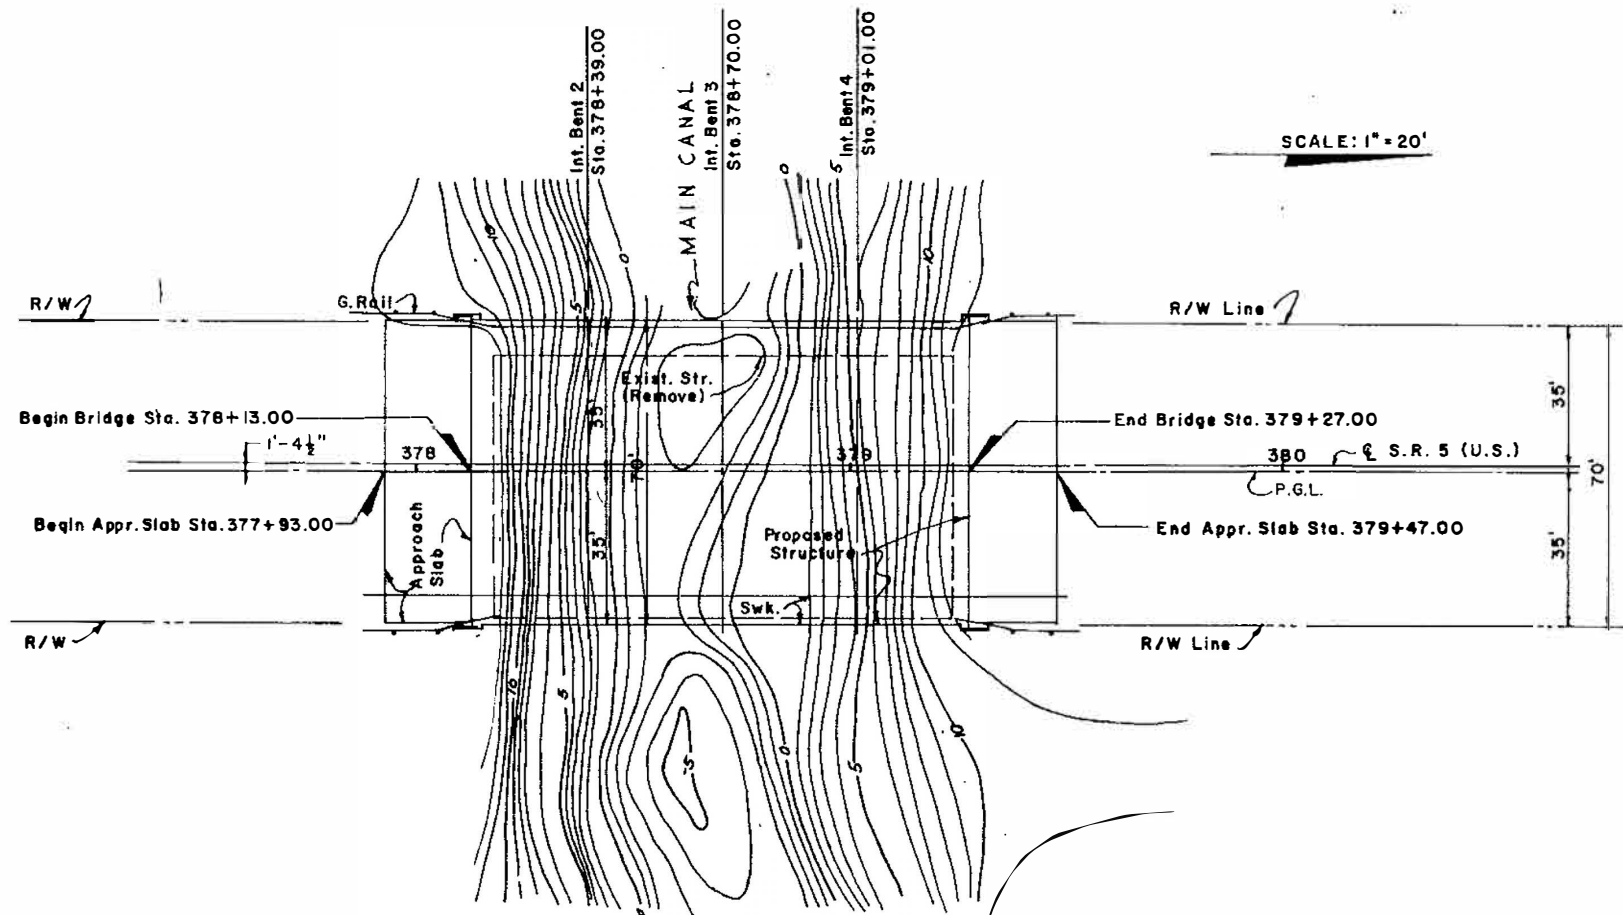 Int. Bent 2
Sta. 378+39.00
MAIN CANAL
Int. Bent 3
Sta. 378+70.00
Int. Bent 4
Sta. 379+01.00
SCALE: 1" = 20'
0
5
10
10
0
5
R/W
G. Rail
R/W Line
Exist. Str.
(Remove)
35'
35'
Begin Bridge Sta. 378+13.00
End Bridge Sta. 379+27.00
1'-4½"
378
379
380
℄ S.R. 5 (U.S.)
70'
70'
P.G.L.
Begin Appr. Slab Sta. 377+93.00
End Appr. Slab Sta. 379+47.00
Approach
Slab
Proposed
Structure
35'
35'
Swk.
R/W
R/W Line
10
5
10
0
5
-5
0